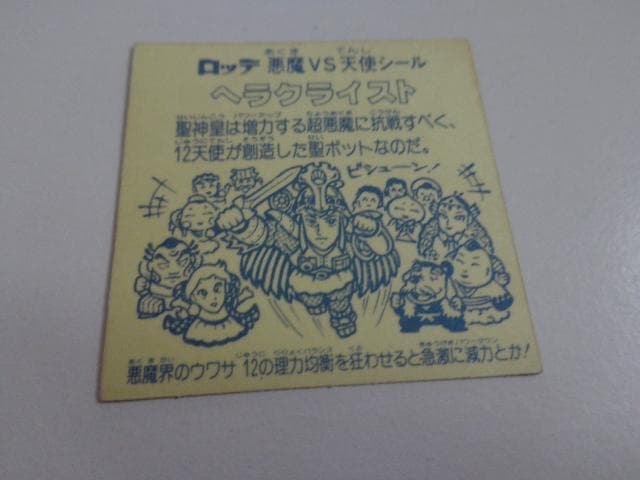 ロッテ 悪魔VS天使シール
ヘラクライスト
聖神皇は増力する超悪魔に抗戦すべく、
12天使が創造した聖ボットなのだ。
ビシューン!
悪魔界のウワサ 12の理力均衡を狂わせると急激に減力とか!